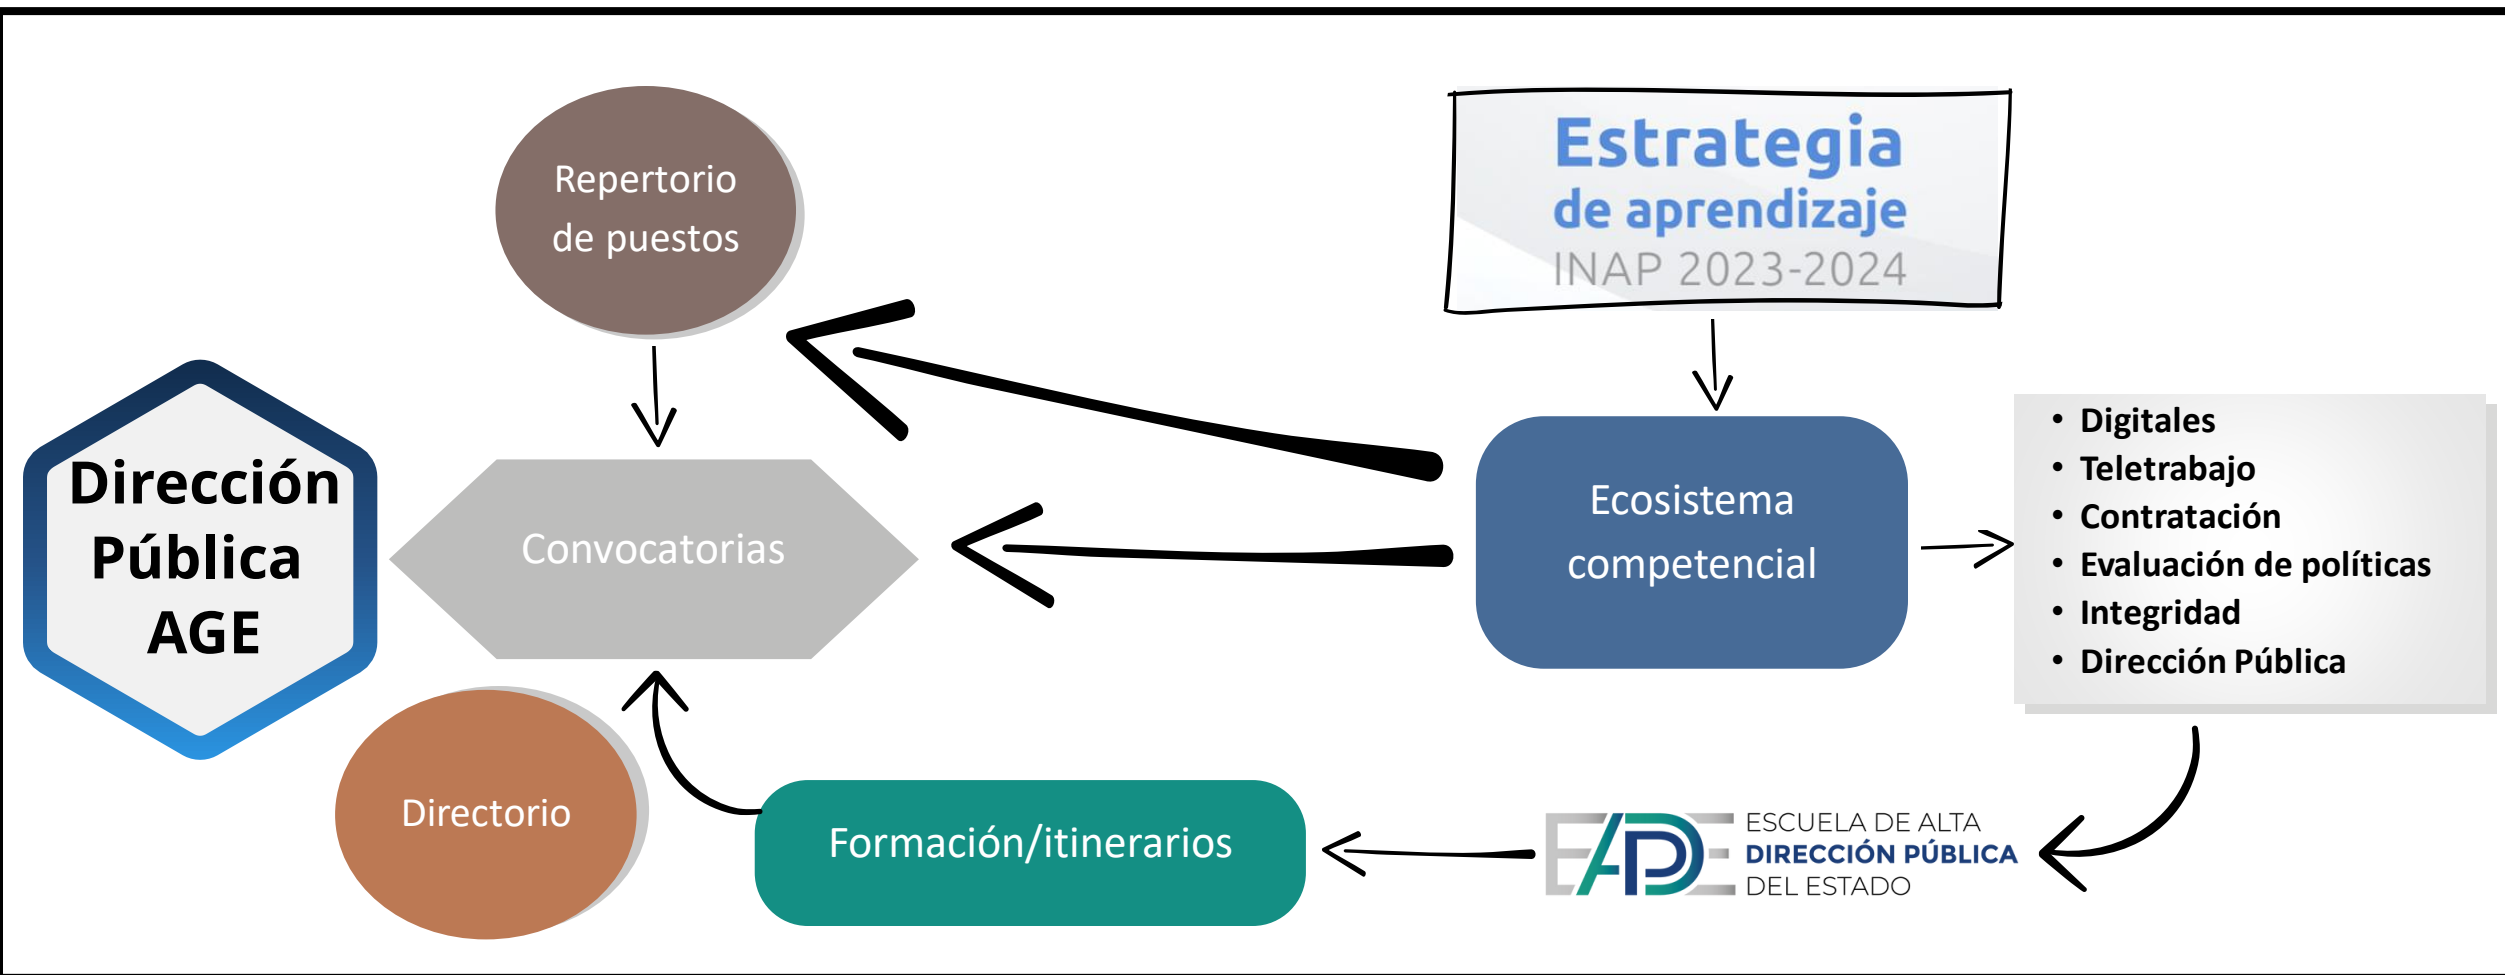 Repertorio
de puestos
Estrategia
de aprendizaje
INAP 2023-2024
Dirección
Pública
AGE
Convocatorias
Ecosistema
competencial
• Digitales
• Teletrabajo
• Contratación
• Evaluación de políticas
• Integridad
• Dirección Pública
Directorio
Formación/itinerarios
EADPE
ESCUELA DE ALTA
DIRECCIÓN PÚBLICA
DEL ESTADO